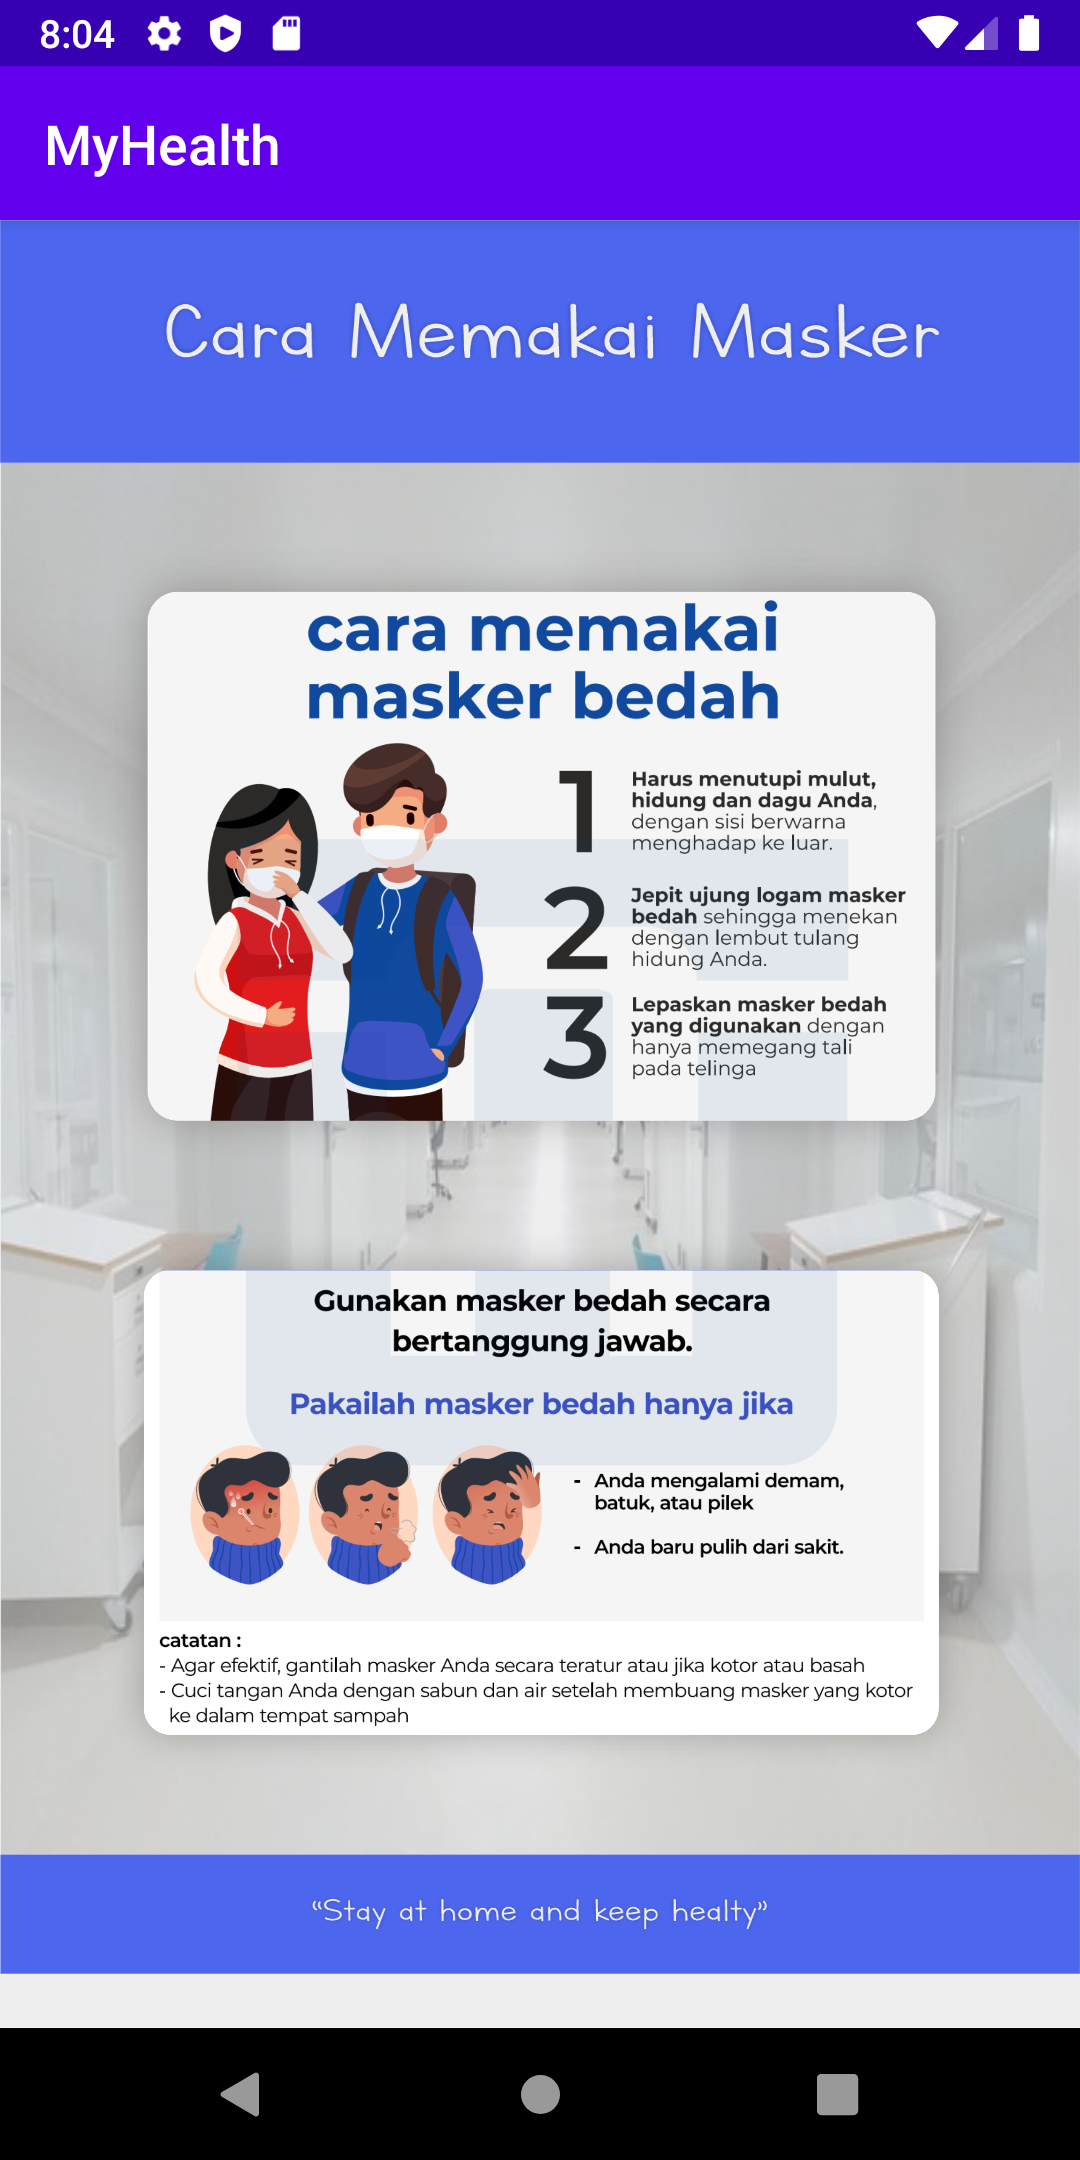 8:04
MyHealth
Cara Memakai Masker
cara memakai
masker bedah
1
Harus menutupi mulut,
hidung dan dagu Anda,
dengan sisi berwarna
menghadap ke luar.
2
Jepit ujung logam masker
bedah sehingga menekan
dengan lembut tulang
hidung Anda.
3
Lepaskan masker bedah
yang digunakan dengan
hanya memegang tali
pada telinga
Gunakan masker bedah secara
bertanggung jawab.
Pakailah masker bedah hanya jika
- Anda mengalami demam,
batuk, atau pilek
- Anda baru pulih dari sakit.
catatan :
- Agar efektif, gantilah masker Anda secara teratur atau jika kotor atau basah
- Cuci tangan Anda dengan sabun dan air setelah membuang masker yang kotor
ke dalam tempat sampah
“Stay at home and keep healty”